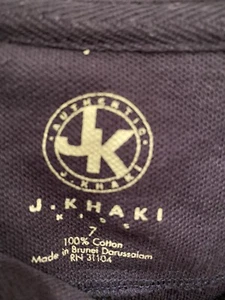 AUTHENTIC
JK
J.KHAKI
J.KHAKI
KIDS
7
100% Cotton
Made in Brunei Darussalam
RN 31104